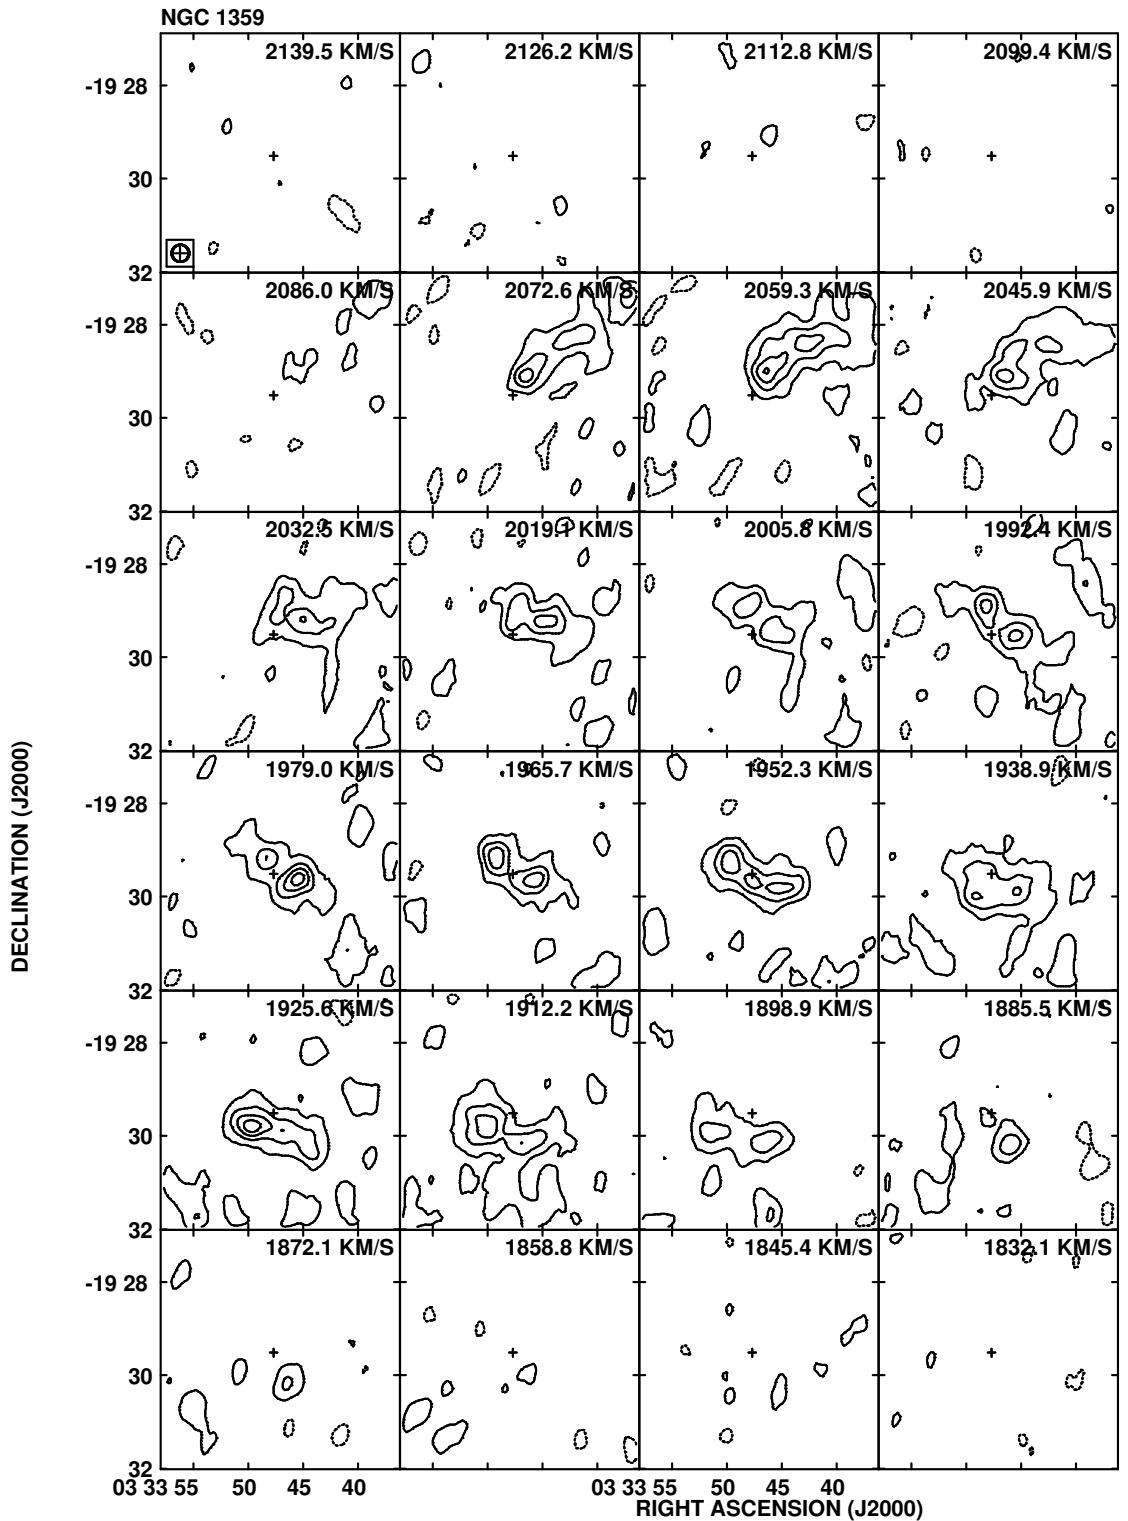 NGC 1359
2139.5 KM/S 2126.2 KM/S 2112.8 KM/S 2099.4 KM/S
-19 28
30
32
2086.0 KM/S 2072.6 KM/S 2059.3 KM/S 2045.9 KM/S
-19 28
30
32
2032.5 KM/S 2019.1 KM/S 2005.8 KM/S 1992.4 KM/S
-19 28
30
32
1979.0 KM/S 1965.7 KM/S 1952.3 KM/S 1938.9 KM/S
-19 28
30
32
1925.6 KM/S 1912.2 KM/S 1898.9 KM/S 1885.5 KM/S
-19 28
30
32
1872.1 KM/S 1858.8 KM/S 1845.4 KM/S 1832.1 KM/S
-19 28
30
32
03 33 55 50 45 40 03 33 55 50 45 40
RIGHT ASCENSION (J2000)
DECLINATION (J2000)